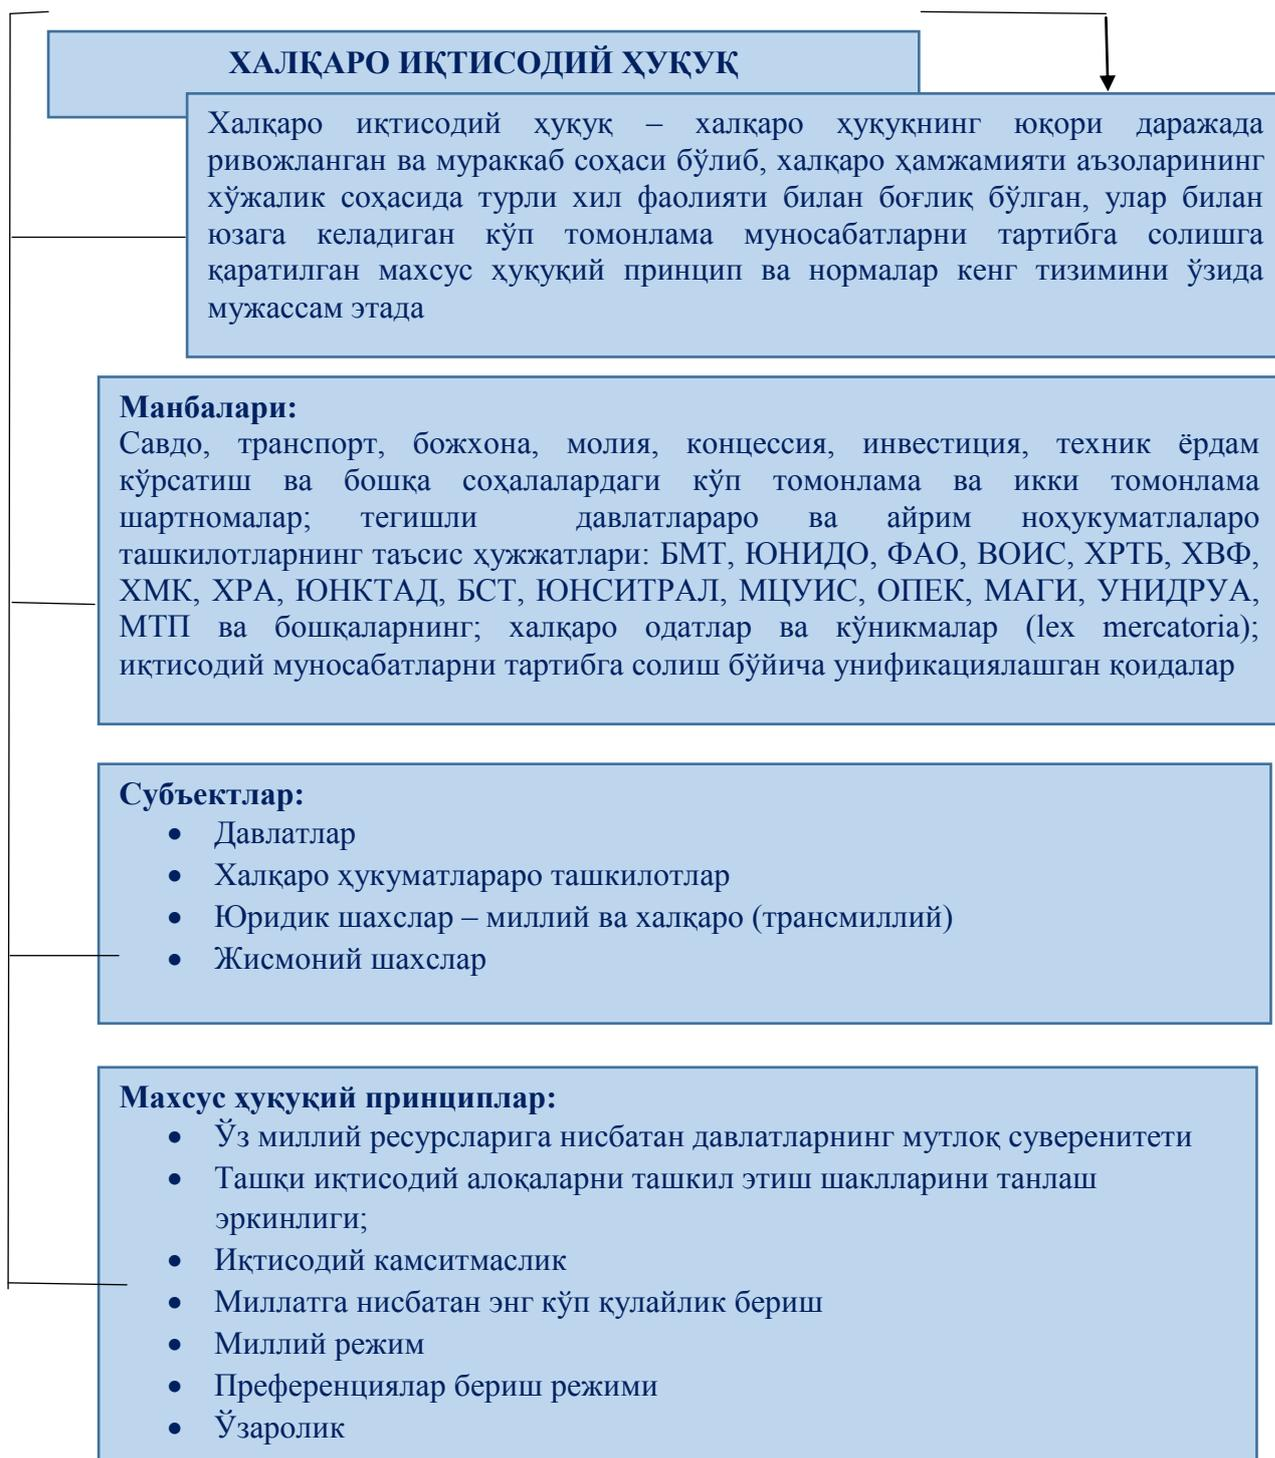 ХАЛҚАРО ИҚТИСОДИЙ ҲУҚУҚ
Халқаро иқтисодий ҳуқуқ – халқаро ҳуқуқнинг юқори даражада
ривожланган ва мураккаб соҳаси бўлиб, халқаро ҳамжамияти аъзоларининг
хўжалик соҳасида турли хил фаолияти билан боғлиқ бўлган, улар билан
юзага келадиган кўп томонлама муносабатларни тартибга солишга
қаратилган махсус ҳуқуқий принцип ва нормалар кенг тизимини ўзида
мужассам этада
Манбалари:
Савдо, транспорт, божхона, молия, концессия, инвестиция, техник ёрдам
кўрсатиш ва бошқа соҳалалардаги кўп томонлама ва икки томонлама
шартномалар; тегишли давлатлараро ва айрим ноҳукуматлаларо
ташкилотларнинг таъсис ҳужжатлари: БМТ, ЮНИДО, ФАО, ВОИС, ХРТБ, ХВФ,
ХМК, ХРА, ЮНКТАД, БСТ, ЮНСИТРАЛ, МЦУИС, ОПЕК, МАГИ, УНИДРУА,
МТП ва бошқаларнинг; халқаро одатлар ва кўникмалар (lex mercatoria);
иқтисодий муносабатларни тартибга солиш бўйича унификациялашган қоидалар
Субъектлар:
• Давлатлар
• Халқаро ҳукуматлараро ташкилотлар
• Юридик шахслар – миллий ва халқаро (трансмиллий)
• Жисмоний шахслар
Махсус ҳуқуқий принциплар:
• Ўз миллий ресурсларига нисбатан давлатларнинг мутлоқ суверенитети
• Ташқи иқтисодий алоқаларни ташкил этиш шаклларини танлаш
эркинлиги;
• Иқтисодий камситмаслик
• Миллатга нисбатан энг кўп қулайлик бериш
• Миллий режим
• Преференциялар бериш режими
• Ўзаролик